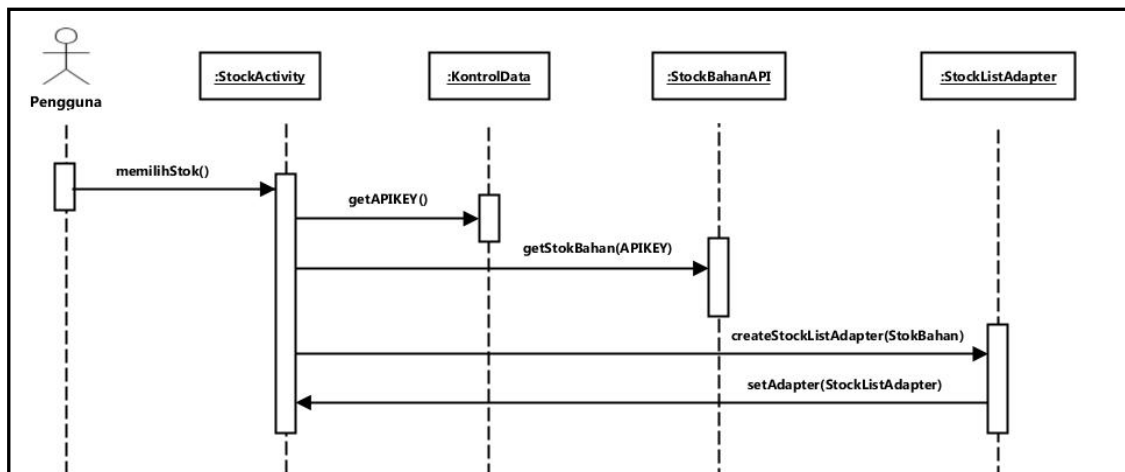 Pengguna
:StockActivity
:KontrolData
:StockBahanAPI
:StockListAdapter
memilihStok()
getAPIKEY()
getStokBahan(APIKEY)
createStockListAdapter(StokBahan)
setAdapter(StockListAdapter)